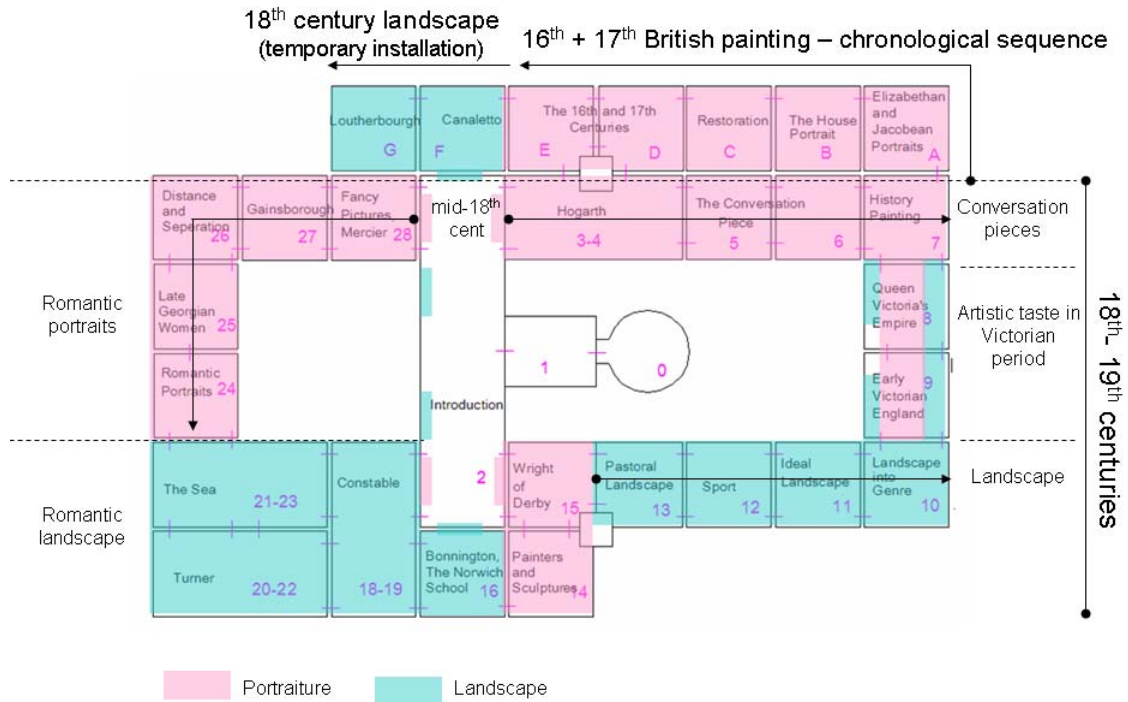 18th century landscape
(temporary installation)
16th + 17th British painting – chronological sequence
Loutherbourgh
G
Canaletto
F
The 16th and 17th
Centuries
E
D
Restoration
C
The House
Portrait
B
Elizabethan
and
Jacobean
Portraits
A
Distance
and
Seperation
26
Gainsborough
27
Fancy
Pictures,
Mercier
28
mid-18th
cent
Hogarth
3-4
The Conversation
Piece
5
6
History
Painting
7
Conversation
pieces
Romantic
portraits
Late
Georgian
Women
25
Romantic
Portraits
24
1
0
Introduction
2
Queen
Victoria's
Empire
8
Early
Victorian
England
9
Artistic taste in
Victorian
period
18th- 19th centuries
Romantic
landscape
The Sea
21-23
Constable
Turner
20-22
18-19
Bonnington,
The Norwich
School
16
Wright
of
Derby
15
Painters
and
Sculptures
14
Pastoral
Landscape
13
Sport
12
Ideal
Landscape
11
Landscape
into
Genre
10
Landscape
Portraiture
Landscape